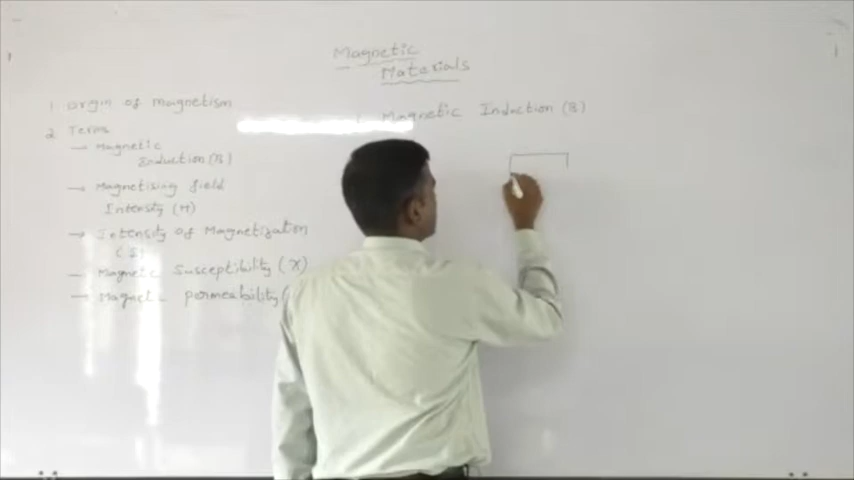 Magnetic
Materials
1 Origin of magnetism
2 Terms
→ Magnetic
Induction (B)
→ Magnetising field
Intensity (H)
→ Intensity of Magnetization
(I)
→ Magnetic Susceptibility (χ)
→ Magnetic permeability (
1. Magnetic Induction (B)